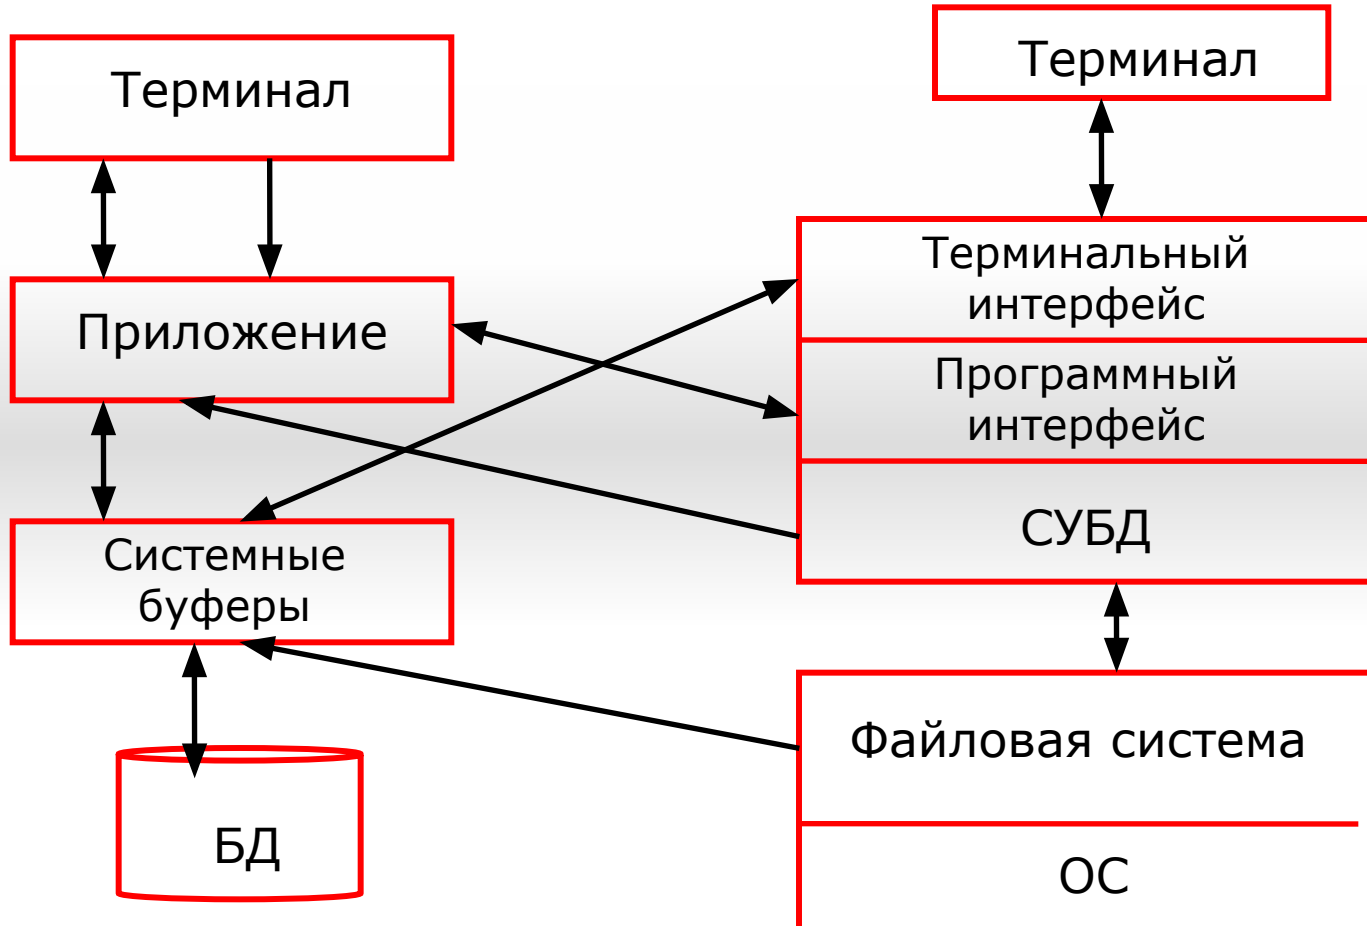 Терминал
Терминал
Терминальный
интерфейс
Приложение
Программный
интерфейс
СУБД
Системные
буферы
Файловая система
БД
ОС